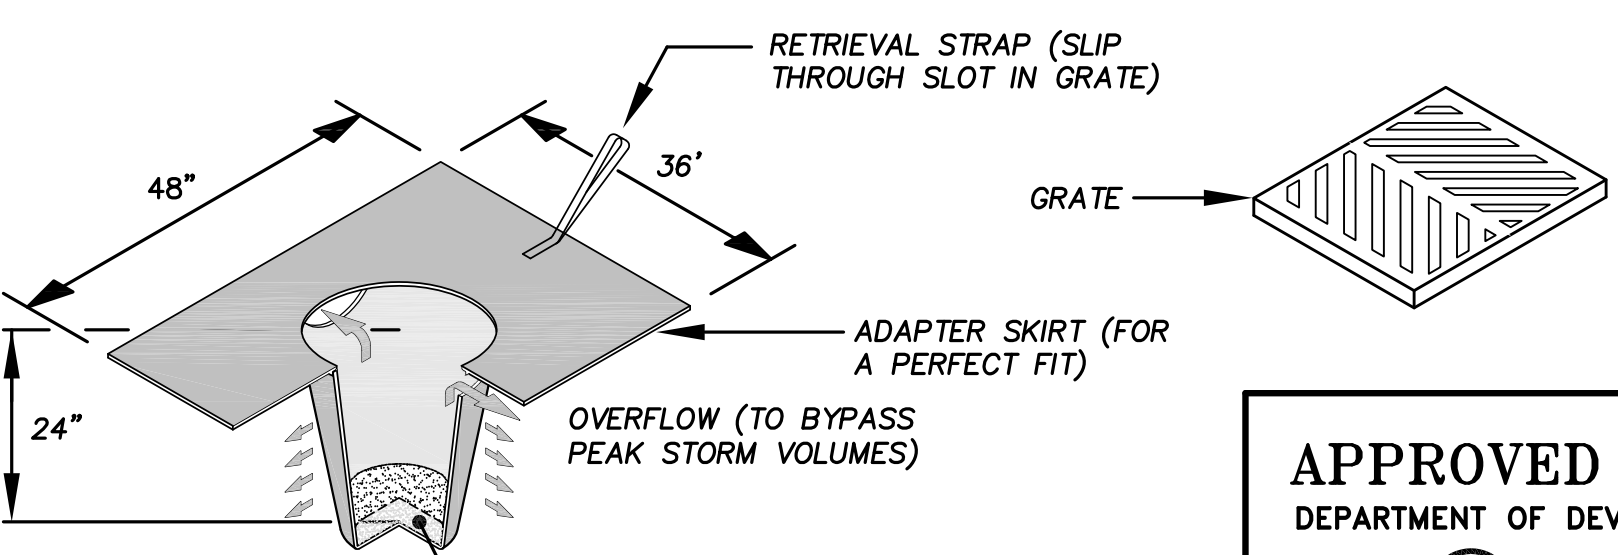 RETRIEVAL STRAP (SLIP
THROUGH SLOT IN GRATE)
48"
36'
GRATE
ADAPTER SKIRT (FOR
A PERFECT FIT)
24"
OVERFLOW (TO BYPASS
PEAK STORM VOLUMES)
APPROVED
DEPARTMENT OF DEV